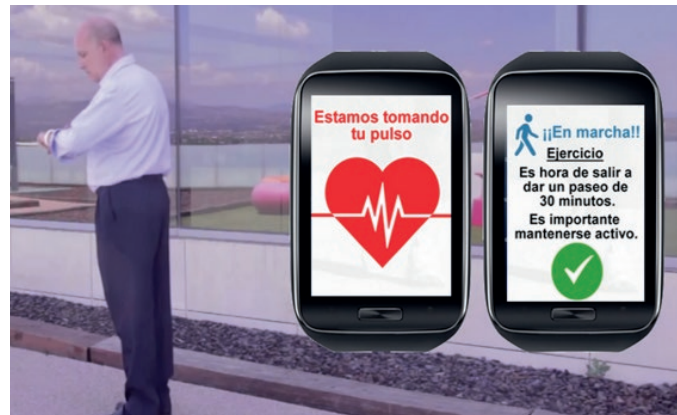 Estamos tomando
tu pulso
¡¡En marcha!!
Ejercicio
Es hora de salir a
dar un paseo de
30 minutos.
Es importante
mantenerse activo.